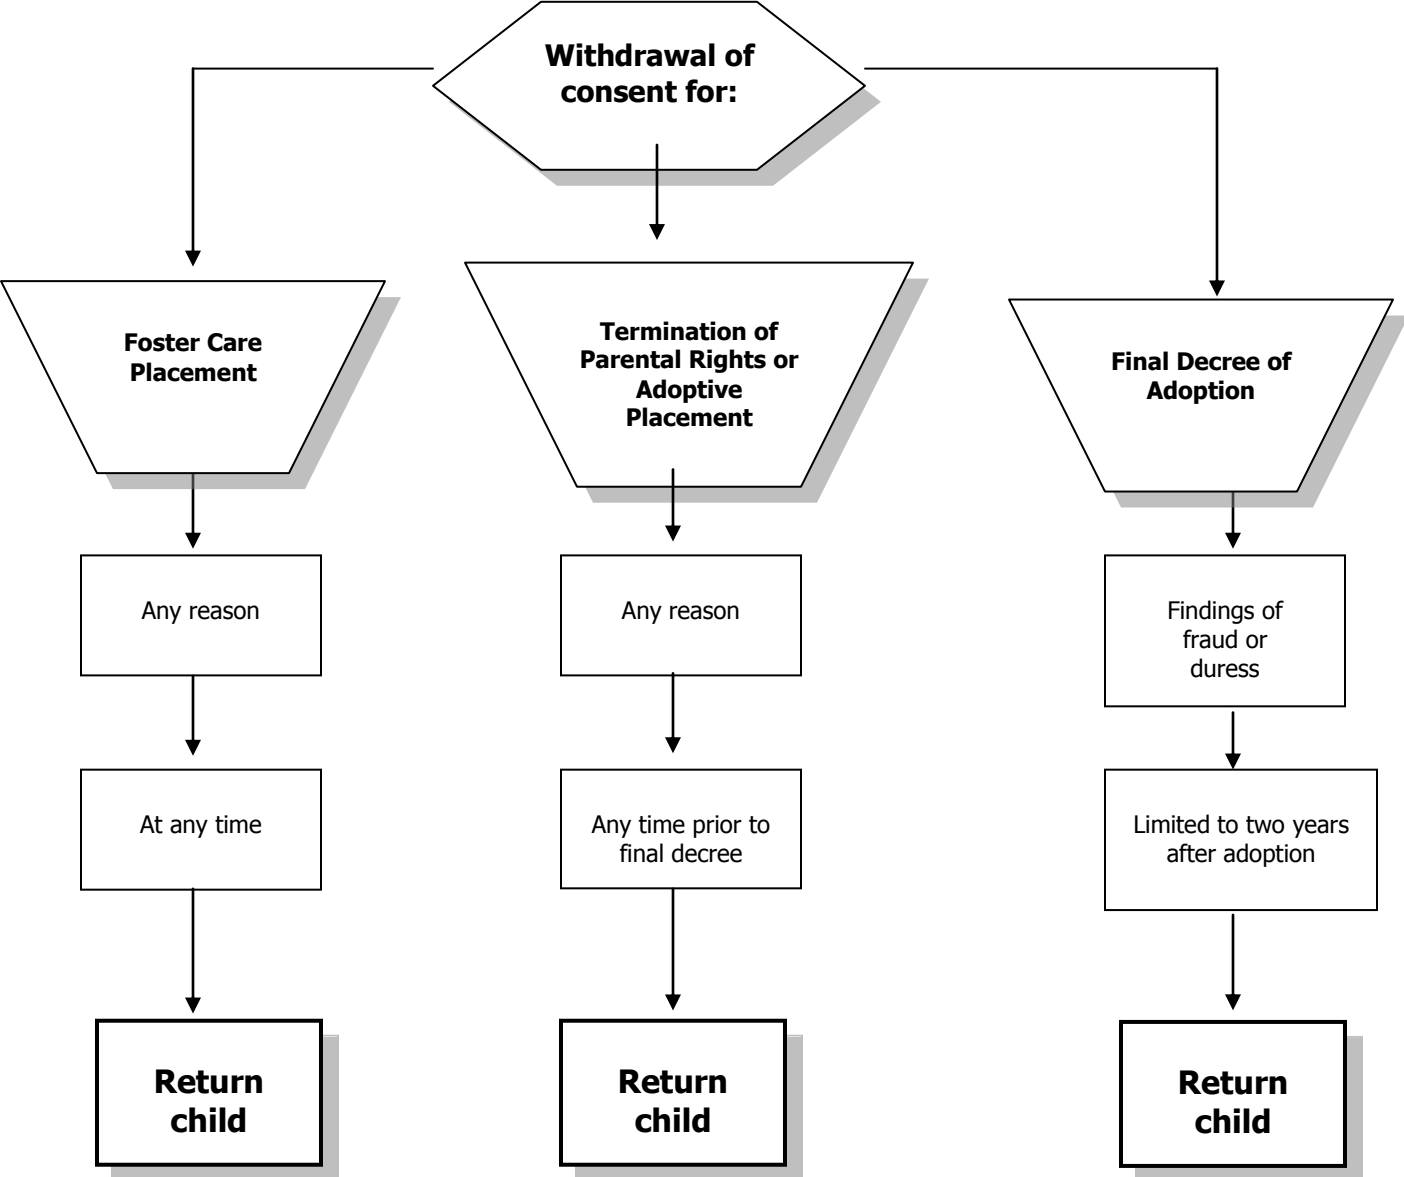 Withdrawal of
consent for:
Foster Care
Placement
Termination of
Parental Rights or
Adoptive
Placement
Final Decree of
Adoption
Any reason
Any reason
Findings of
fraud or
duress
At any time
Any time prior to
final decree
Limited to two years
after adoption
Return
child
Return
child
Return
child